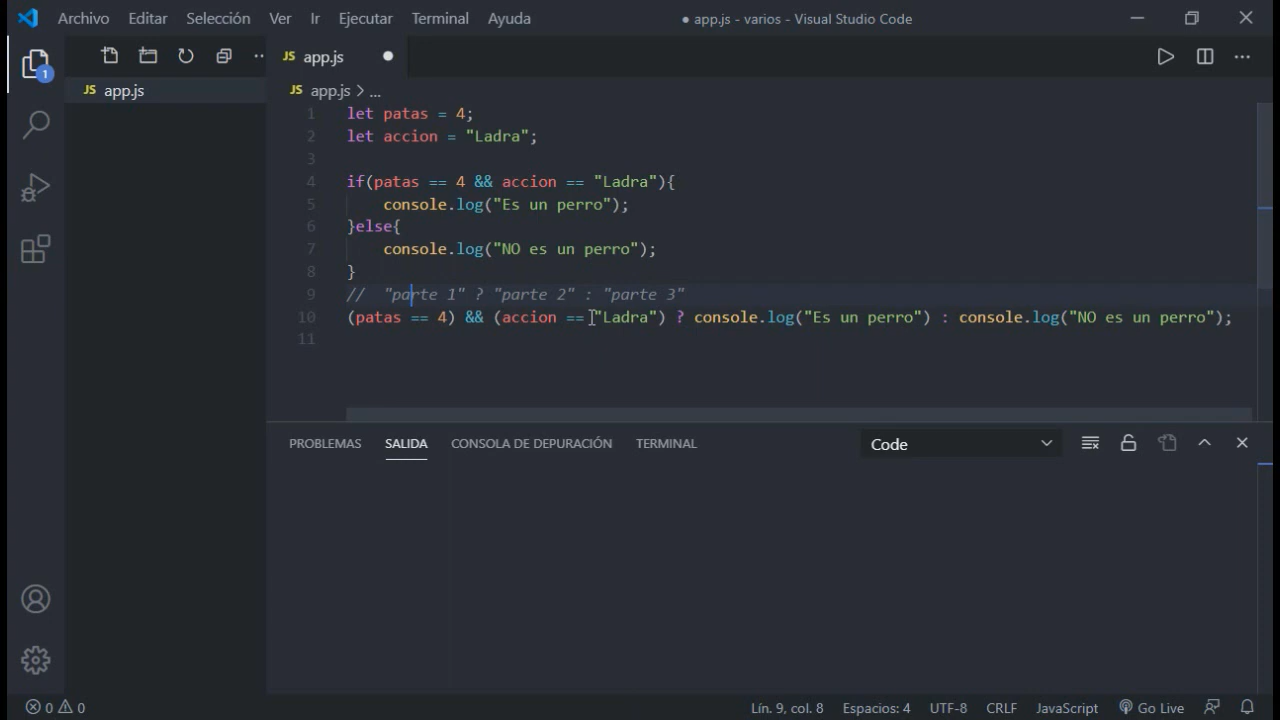 Archivo Editar Selección Ver Ir Ejecutar Terminal Ayuda ● app.js - varios - Visual Studio Code
JS app.js
1
JS app.js
JS app.js > ...
1 let patas = 4;
2 let accion = "Ladra";
3
4 if(patas == 4 && accion == "Ladra"){
5 console.log("Es un perro");
6 }else{
7 console.log("NO es un perro");
8 }
9 // "parte 1" ? "parte 2" : "parte 3"
10 (patas == 4) && (accion == "Ladra") ? console.log("Es un perro") : console.log("NO es un perro");
11
PROBLEMAS SALIDA CONSOLA DE DEPURACIÓN TERMINAL Code
0 0 Lín. 9, col. 8 Espacios: 4 UTF-8 CRLF JavaScript Go Live